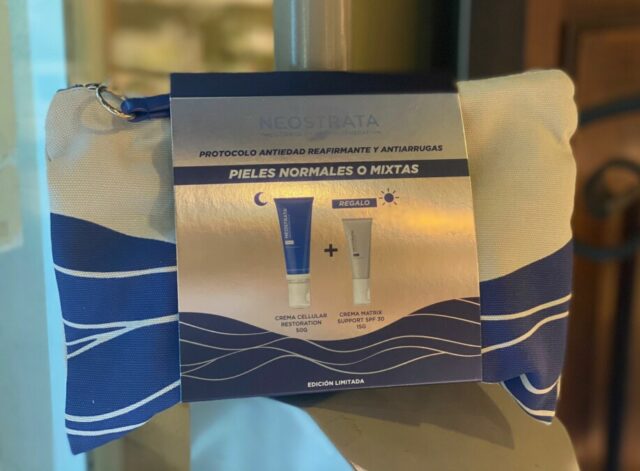 NEOSTRATA
PROTOCOLO ANTIEDAD REAFIRMANTE Y ANTIARRUGAS
PIELES NORMALES O MIXTAS
REGALO
NEOSTRATA
+
CREMA CELLULAR
RESTORATION
50G
CREMA MATRIX
SUPPORT SPF 30
15G
EDICIÓN LIMITADA